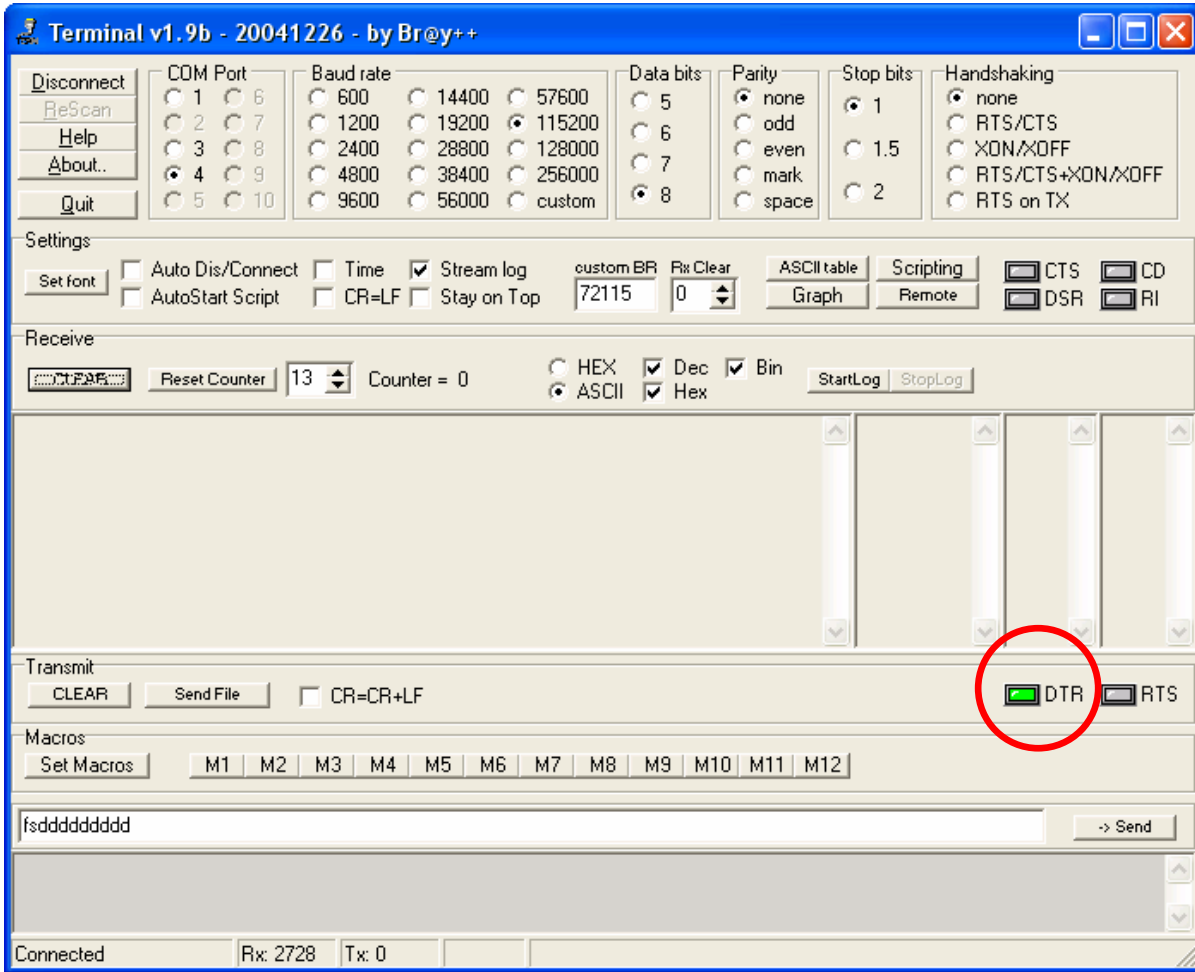 Terminal v1.9b - 20041226 - by Br@y++
Disconnect
ReScan
Help
About..
Quit
COM Port
1 6
2 7
3 8
4 9
5 10
Baud rate
600 14400 57600
1200 19200 115200
2400 28800 128000
4800 38400 256000
9600 56000 custom
Data bits
5
6
7
8
Parity
none
odd
even
mark
space
Stop bits
1
1.5
2
Handshaking
none
RTS/CTS
XON/XOFF
RTS/CTS+XON/XOFF
RTS on TX
Settings
Set font
Auto Dis/Connect Time Stream log
AutoStart Script CR=LF Stay on Top
custom BR Rx Clear
72115 0
ASCII table Scripting
Graph Remote
CTS CD
DSR RI
Receive
CLEAR Reset Counter 13 Counter = 0
HEX Dec Bin
ASCII Hex
StartLog StopLog
Transmit
CLEAR Send File CR=CR+LF DTR RTS
Macros
Set Macros M1 M2 M3 M4 M5 M6 M7 M8 M9 M10 M11 M12
fsddddddddd -> Send
Connected Rx: 2728 Tx: 0